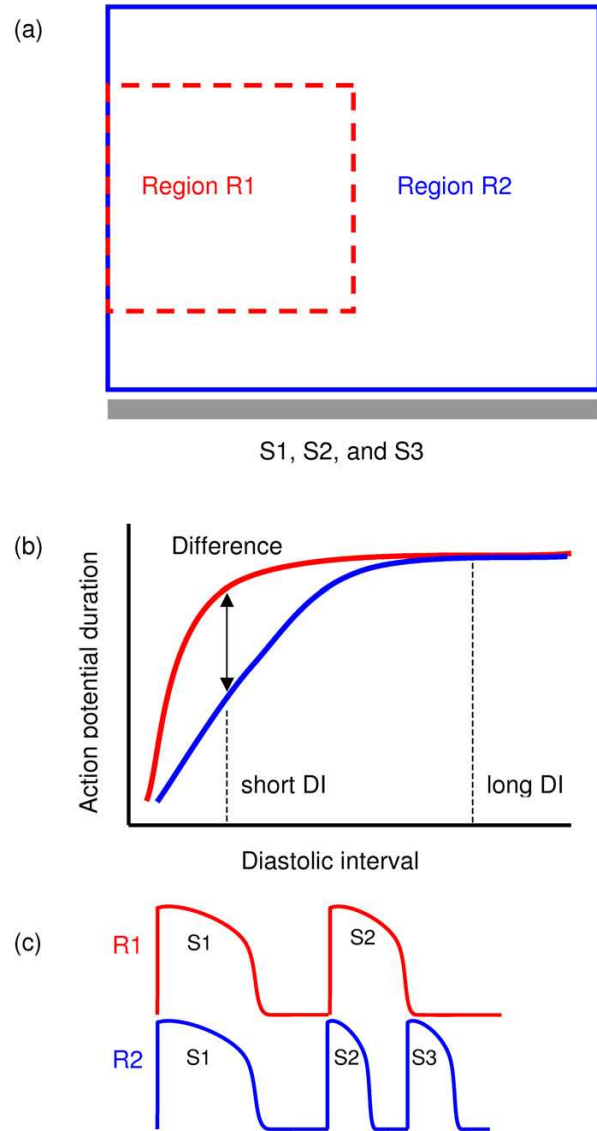 (a)
Region R1 Region R2
S1, S2, and S3
(b)
Difference
Action potential duration
short DI long DI
Diastolic interval
(c)
R1 S1 S2
R2 S1 S2 S3